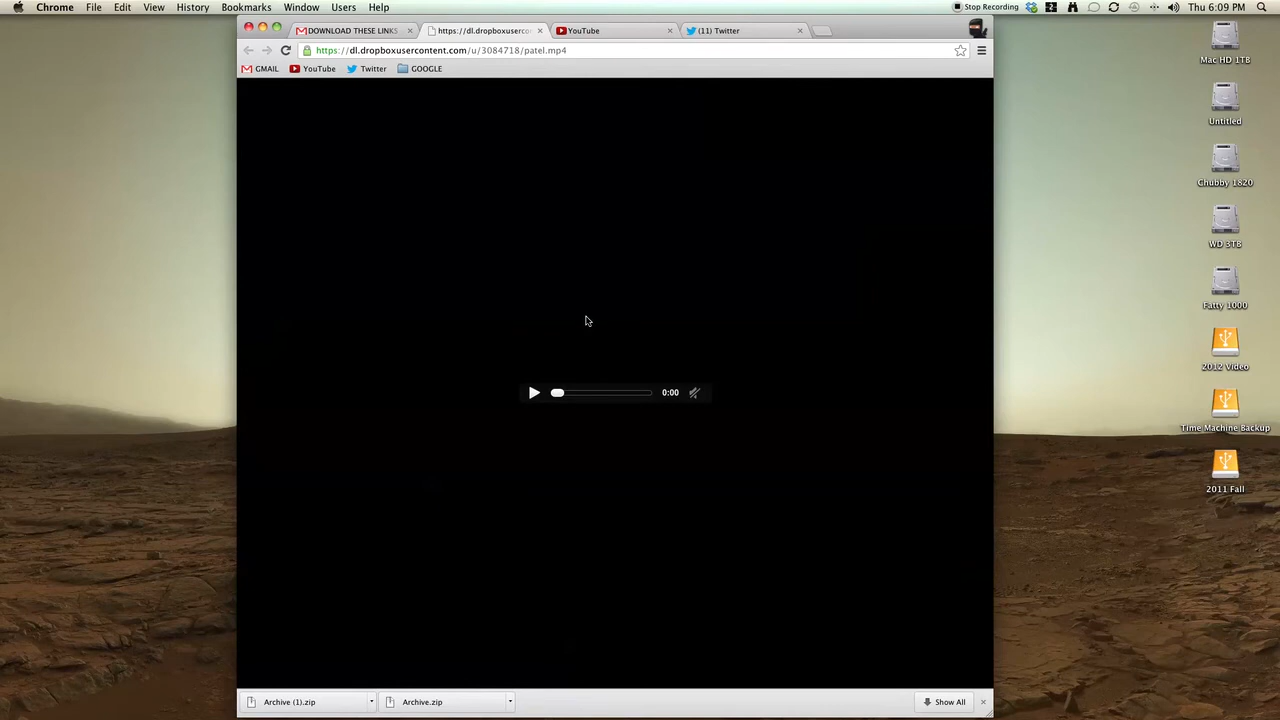 Chrome File Edit View History Bookmarks Window Users Help
Stop Recording
Thu 6:09 PM
DOWNLOAD THESE LINKS
https://dl.dropboxusercon
YouTube
(11) Twitter
https://dl.dropboxusercontent.com/u/3084718/patel.mp4
GMAIL YouTube Twitter GOOGLE
Mac HD 1TB
Untitled
Chubby 1820
WD 3TB
Fatty 1000
2012 Video
Time Machine Backup
2011 Fall
0:00
Archive (1).zip
Archive.zip
Show All